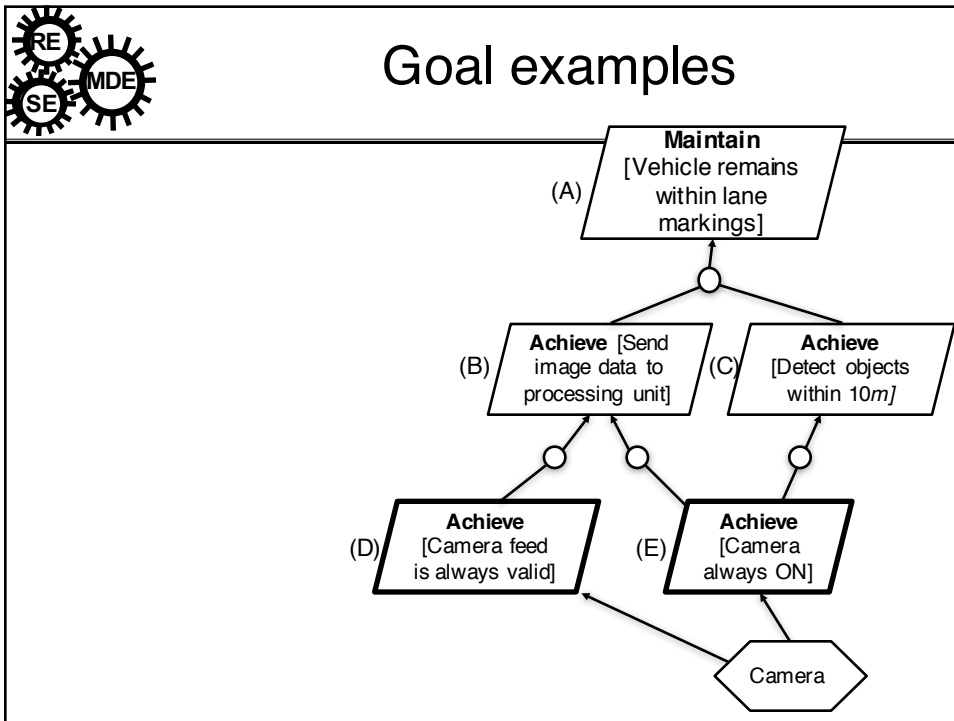 RE
MDE
SE
Goal examples
Maintain
[Vehicle remains
within lane
markings]
(A)
Achieve [Send
image data to
processing unit]
(B)
Achieve
[Detect objects
within 10m]
(C)
Achieve
[Camera feed
is always valid]
(D)
Achieve
[Camera
always ON]
(E)
Camera